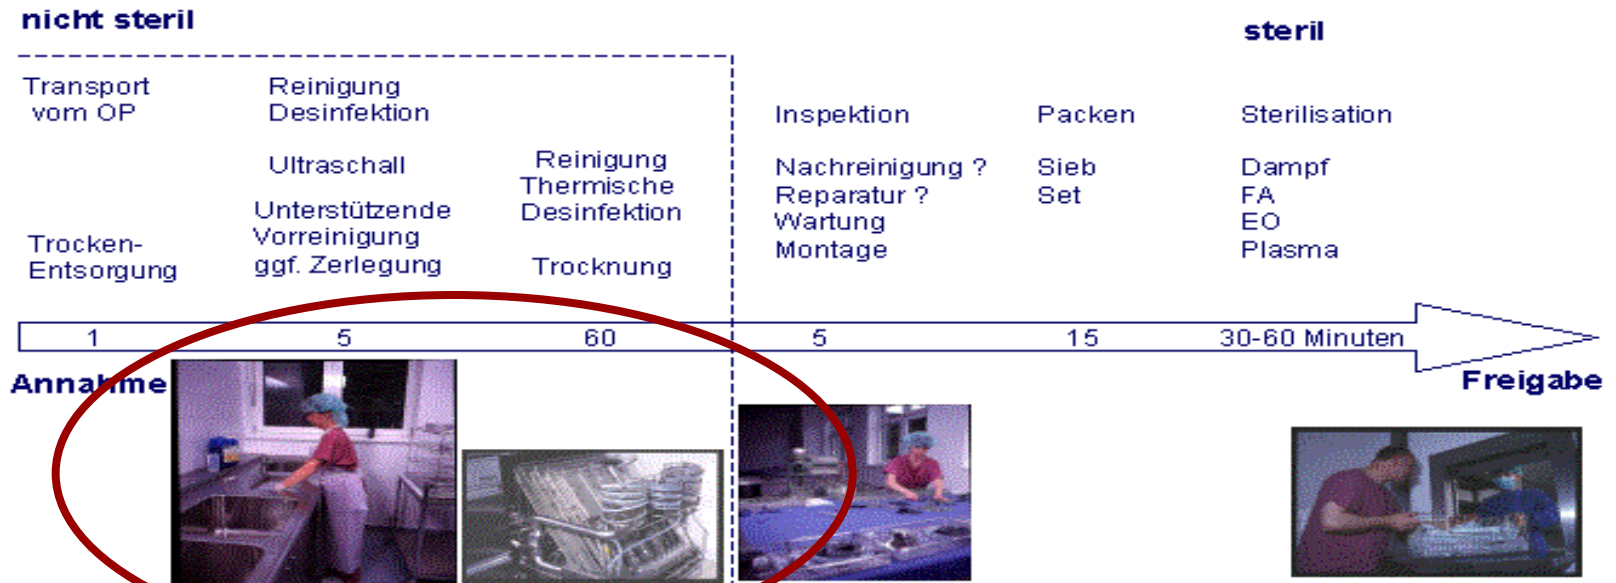 nicht steril
steril
Transport
vom OP
Trocken-
Entsorgung
Reinigung
Desinfektion
Ultraschall
Unterstützende
Vorreinigung
ggf. Zerlegung
Reinigung
Thermische
Desinfektion
Trocknung
Inspektion
Nachreinigung ?
Reparatur ?
Wartung
Montage
Packen
Sieb
Set
Sterilisation
Dampf
FA
EO
Plasma
1 5 60 5 15 30-60 Minuten
Annahme
Freigabe